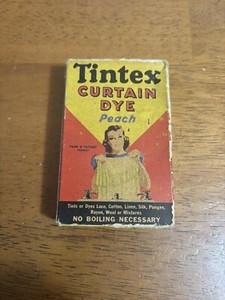 Tintex
CURTAIN
DYE
Peach
Tints or Dyes Lace, Cotton, Linen, Silk, Pongee,
Rayon, Wool or Mixtures
NO BOILING NECESSARY